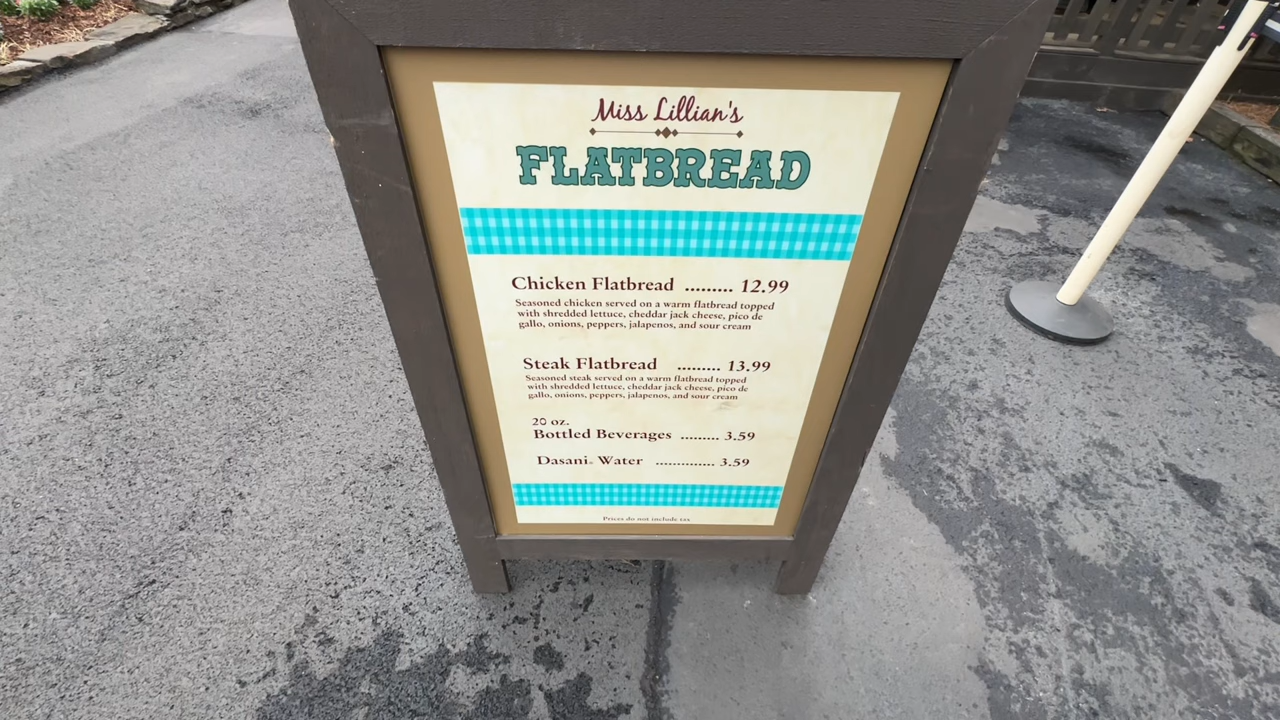 Miss Lillian's
FLATBREAD
Chicken Flatbread ......... 12.99
Seasoned chicken served on a warm flatbread topped
with shredded lettuce, cheddar jack cheese, pico de
gallo, onions, peppers, jalapenos, and sour cream
Steak Flatbread ......... 13.99
Seasoned steak served on a warm flatbread topped
with shredded lettuce, cheddar jack cheese, pico de
gallo, onions, peppers, jalapenos, and sour cream
20 oz.
Bottled Beverages ......... 3.59
Dasani® Water .............. 3.59
Prices do not include tax